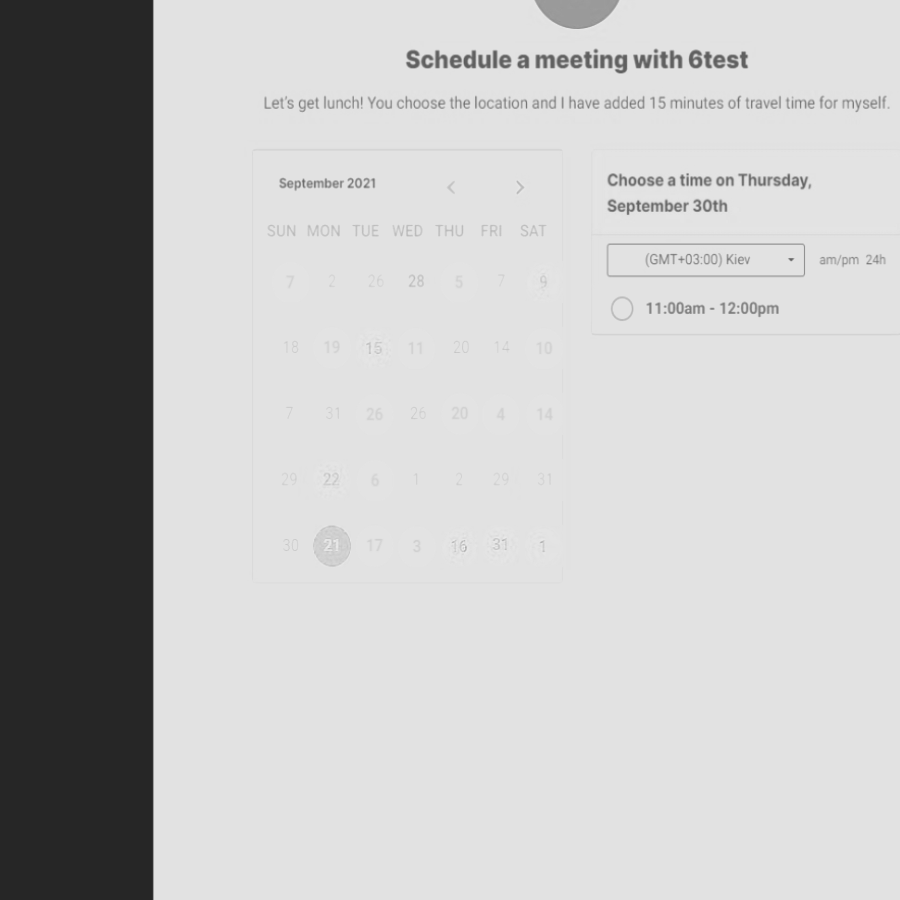 Schedule a meeting with 6test
Let's get lunch! You choose the location and I have added 15 minutes of travel time for myself.
September 2021
SUN MON TUE WED THU FRI SAT
7 2 26 28 5 7 9
18 19 15 11 20 14 10
7 31 26 26 20 4 14
29 22 6 1 2 29 31
30 21 17 3 16 31 1
Choose a time on Thursday,
September 30th
(GMT+03:00) Kiev am/pm 24h
11:00am - 12:00pm